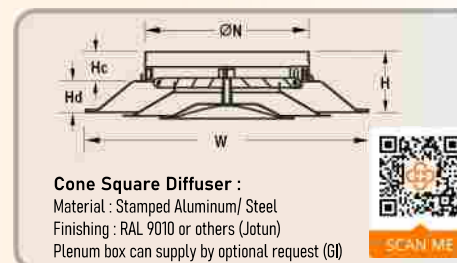 ØN
Hc
H
Hd
W
Cone Square Diffuser :
Material : Stamped Aluminum/ Steel
Finishing : RAL 9010 or others (Jotun)
Plenum box can supply by optional request (GI)
SCAN ME